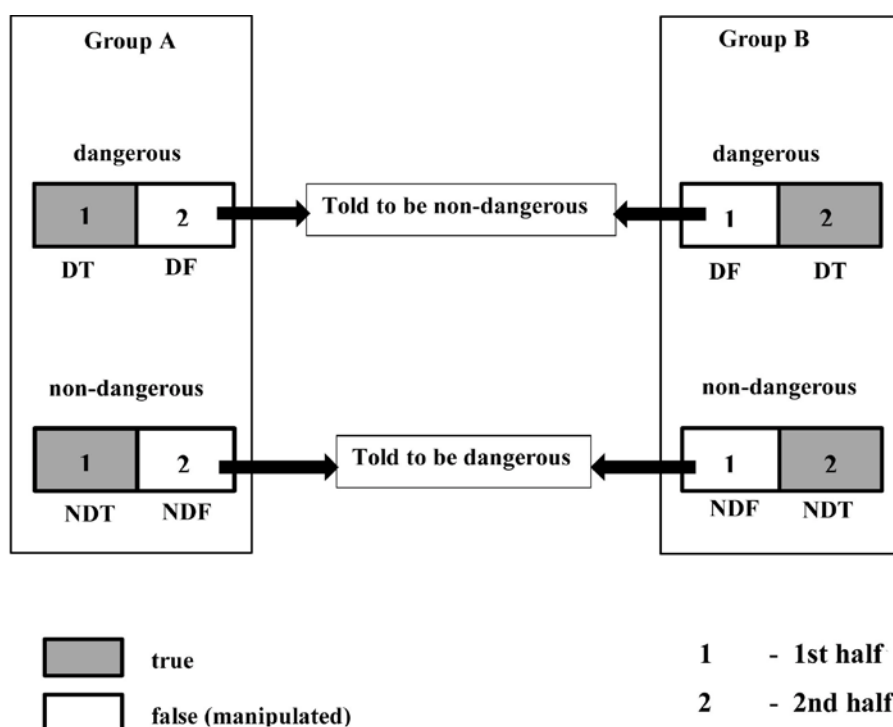 Group A
Group B
dangerous
dangerous
1 2
Told to be non-dangerous
1 2
DT DF
DF DT
non-dangerous
non-dangerous
1 2
Told to be dangerous
1 2
NDT NDF
NDF NDT
true
1 - 1st half
false (manipulated)
2 - 2nd half